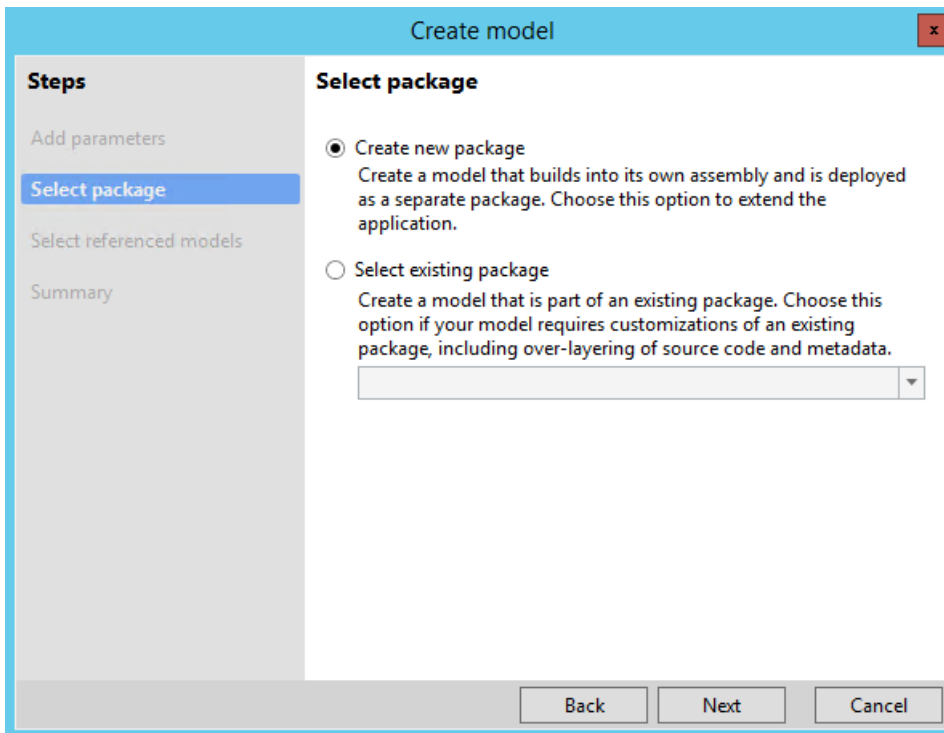 Create model
x
Steps
Add parameters
Select package
Select referenced models
Summary
Select package
Create new package
Create a model that builds into its own assembly and is deployed
as a separate package. Choose this option to extend the
application.
Select existing package
Create a model that is part of an existing package. Choose this
option if your model requires customizations of an existing
package, including over-layering of source code and metadata.
Back
Next
Cancel